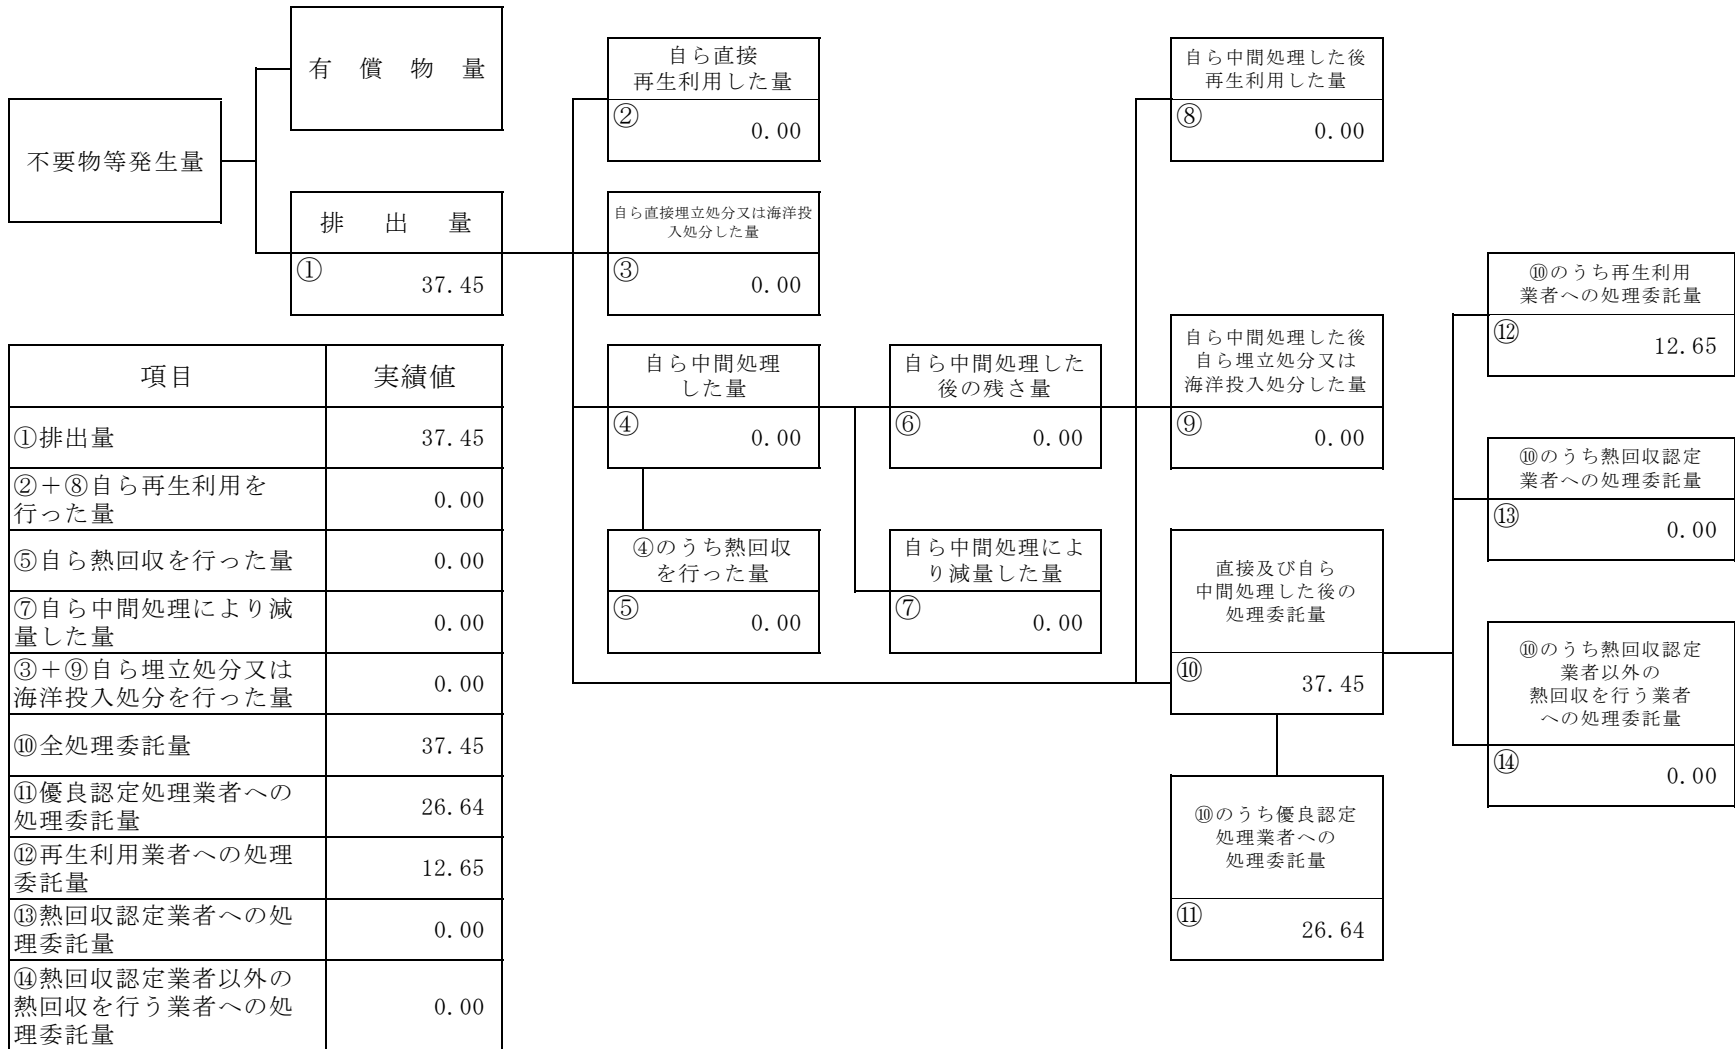 有償物量
不要物等発生量
排出量
① 37.45
自ら直接
再生利用した量
② 0.00
自ら直接埋立処分又は海洋投
入処分した量
③ 0.00
自ら中間処理
した量
④ 0.00
④のうち熱回収
を行った量
⑤ 0.00
自ら中間処理した
後の残さ量
⑥ 0.00
自ら中間処理によ
り減量した量
⑦ 0.00
自ら中間処理した後
再生利用した量
⑧ 0.00
自ら中間処理した後
自ら埋立処分又は
海洋投入処分した量
⑨ 0.00
直接及び自ら
中間処理した後の
処理委託量
⑩ 37.45
⑩のうち優良認定
処理業者への
処理委託量
⑪ 26.64
⑩のうち再生利用
業者への処理委託量
⑫ 12.65
⑩のうち熱回収認定
業者への処理委託量
⑬ 0.00
⑩のうち熱回収認定
業者以外の
熱回収を行う業者
への処理委託量
⑭ 0.00
項目 実績値
①排出量 37.45
②+⑧自ら再生利用を
行った量 0.00
⑤自ら熱回収を行った量 0.00
⑦自ら中間処理により減
量した量 0.00
③+⑨自ら埋立処分又は
海洋投入処分を行った量 0.00
⑩全処理委託量 37.45
⑪優良認定処理業者への
処理委託量 26.64
⑫再生利用業者への処理
委託量 12.65
⑬熱回収認定業者への処
理委託量 0.00
⑭熱回収認定業者以外の
熱回収を行う業者への処
理委託量 0.00